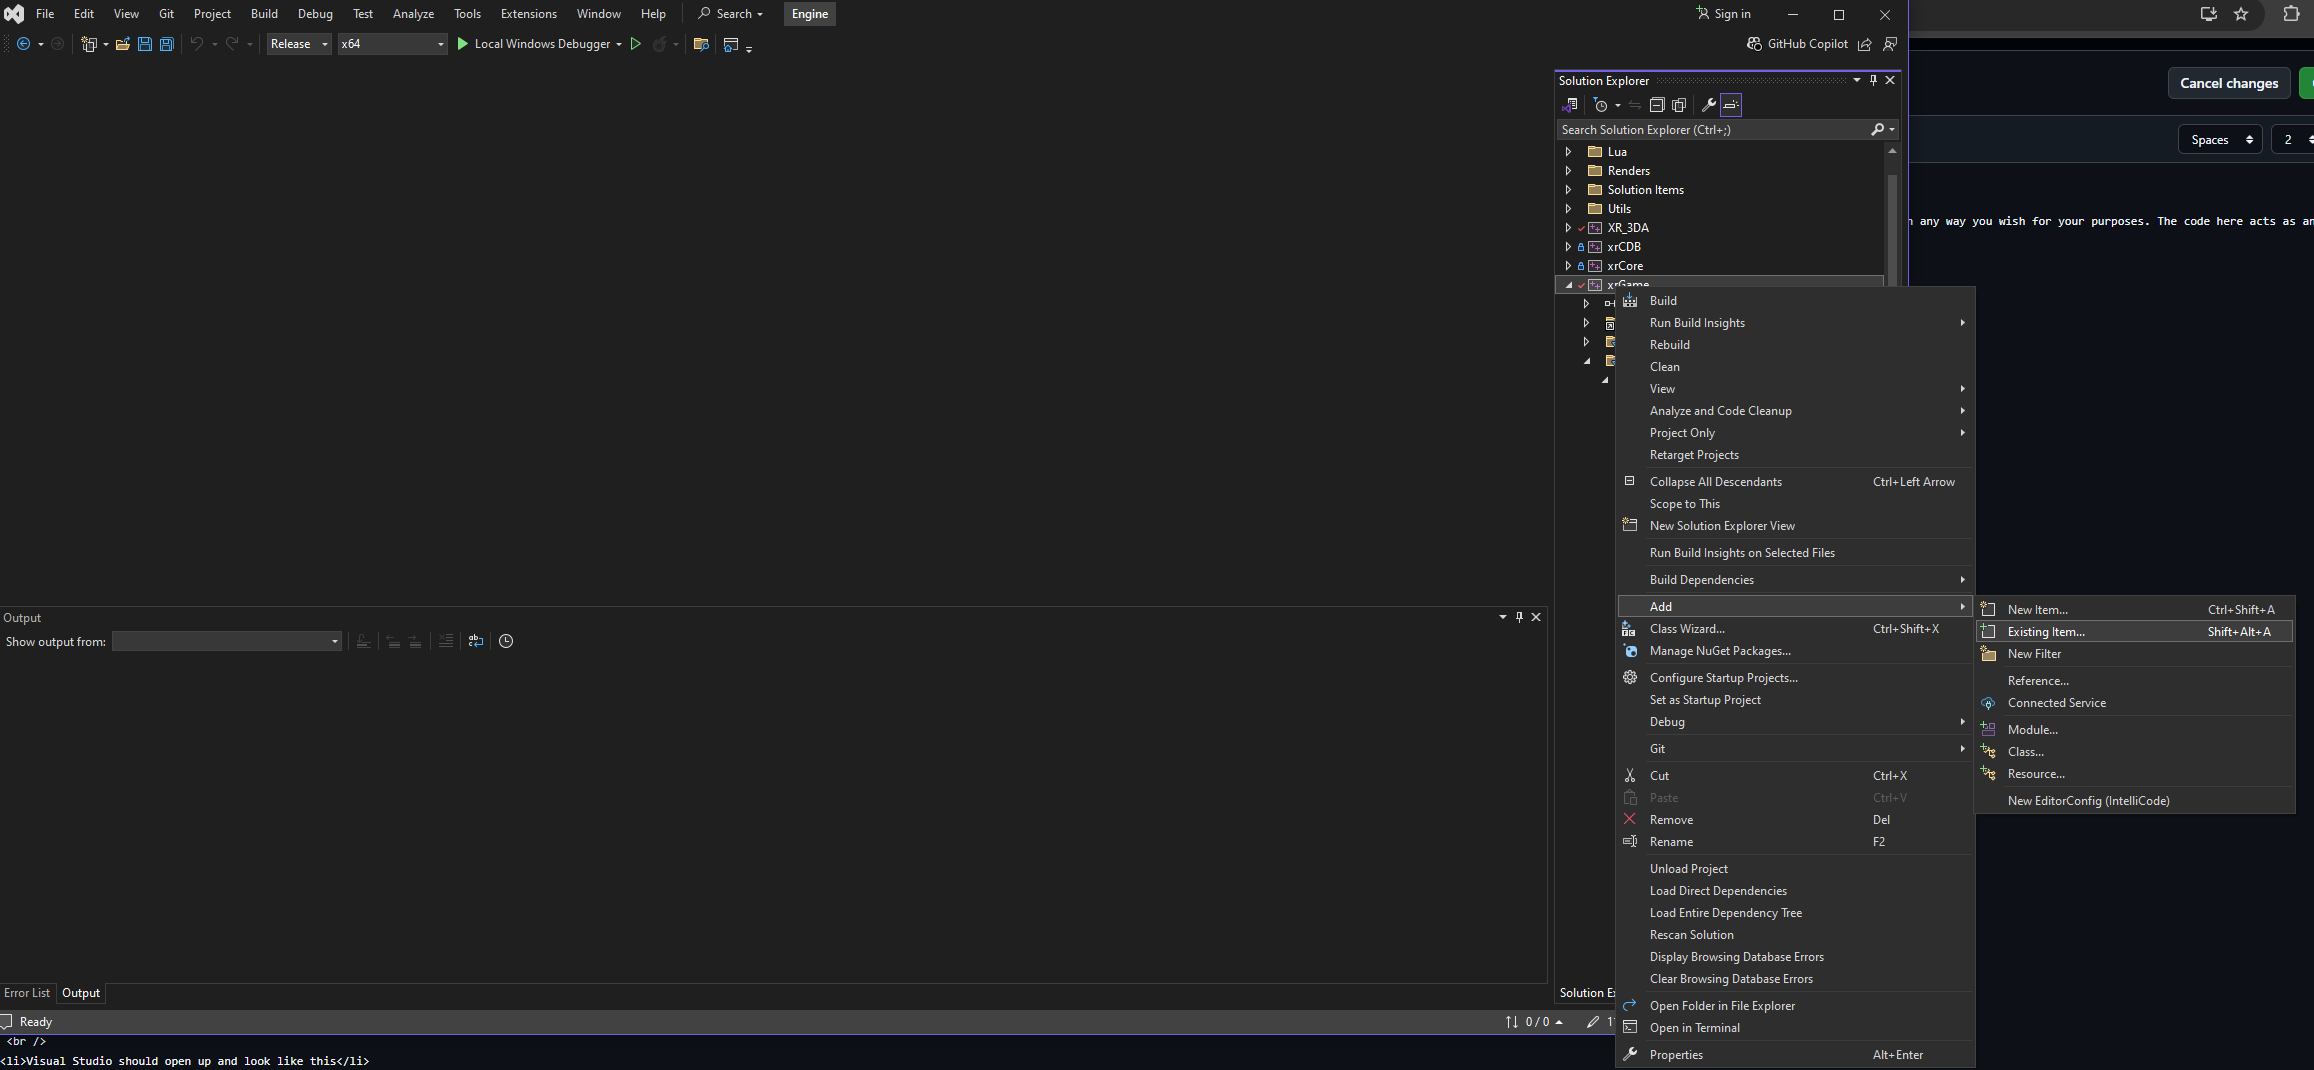 File Edit View Git Project Build Debug Test Analyze Tools Extensions Window Help Search Engine Sign in
Release x64 Local Windows Debugger GitHub Copilot
Solution Explorer
Search Solution Explorer (Ctrl+;)
Lua
Renders
Solution Items
Utils
XR_3DA
xrCDB
xrCore
xrGame
Cancel changes
Spaces 2
any way you wish for your purposes. The code here acts as an
Build
Run Build Insights
Rebuild
Clean
View
Analyze and Code Cleanup
Project Only
Retarget Projects
Collapse All Descendants Ctrl+Left Arrow
Scope to This
New Solution Explorer View
Run Build Insights on Selected Files
Build Dependencies
Add
Class Wizard... Ctrl+Shift+X
Manage NuGet Packages...
Configure Startup Projects...
Set as Startup Project
Debug
Git
Cut Ctrl+X
Paste Ctrl+V
Remove Del
Rename F2
Unload Project
Load Direct Dependencies
Load Entire Dependency Tree
Rescan Solution
Display Browsing Database Errors
Clear Browsing Database Errors
Open Folder in File Explorer
Open in Terminal
Properties Alt+Enter
New Item... Ctrl+Shift+A
Existing Item... Shift+Alt+A
New Filter
Reference...
Connected Service
Module...
Class...
Resource...
New EditorConfig (IntelliCode)
Output
Show output from:
Error List Output
Solution Ex
Ready 0 / 0
<br />
<li>Visual Studio should open up and look like this</li>